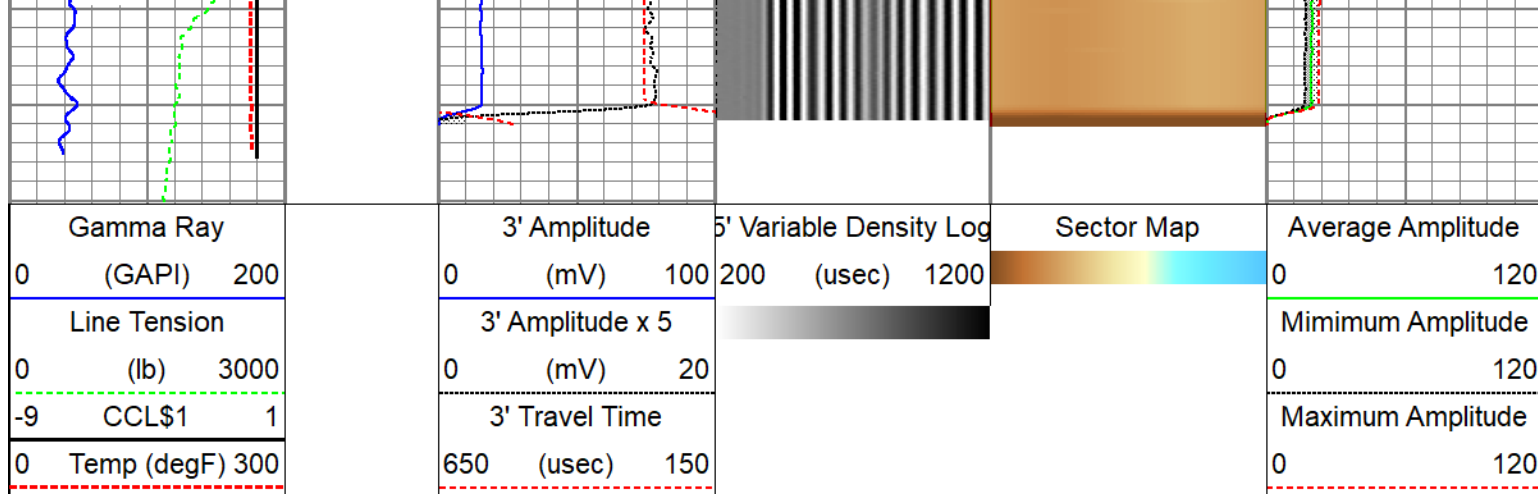 Gamma Ray
0 (GAPI) 200
Line Tension
0 (lb) 3000
-9 CCL$1 1
0 Temp (degF) 300
3' Amplitude
0 (mV) 100
3' Amplitude x 5
0 (mV) 20
3' Travel Time
650 (usec) 150
5' Variable Density Log
200 (usec) 1200
Sector Map
Average Amplitude
0 120
Mimimum Amplitude
0 120
Maximum Amplitude
0 120